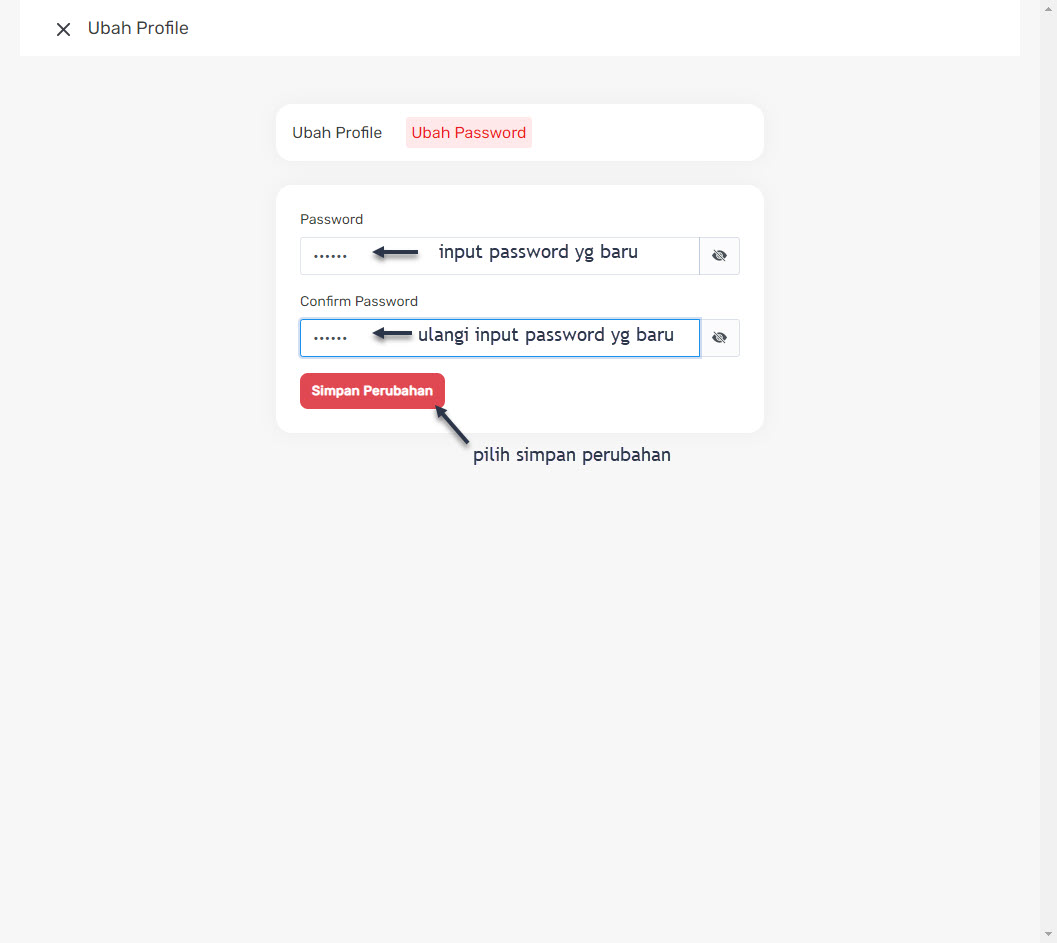 Ubah Profile
Ubah Profile Ubah Password
Password
•••••• input password yg baru
Confirm Password
•••••• ulangi input password yg baru
Simpan Perubahan
pilih simpan perubahan